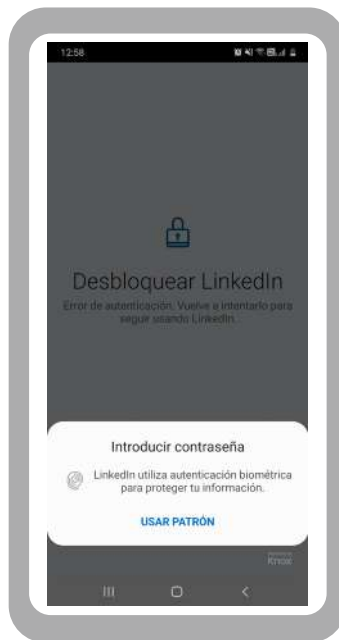 12:58
Desbloquear LinkedIn
Error de autenticación. Vuelve a intentarlo para
seguir usando LinkedIn.
Introducir contraseña
LinkedIn utiliza autenticación biométrica
para proteger tu información.
USAR PATRÓN
Knox